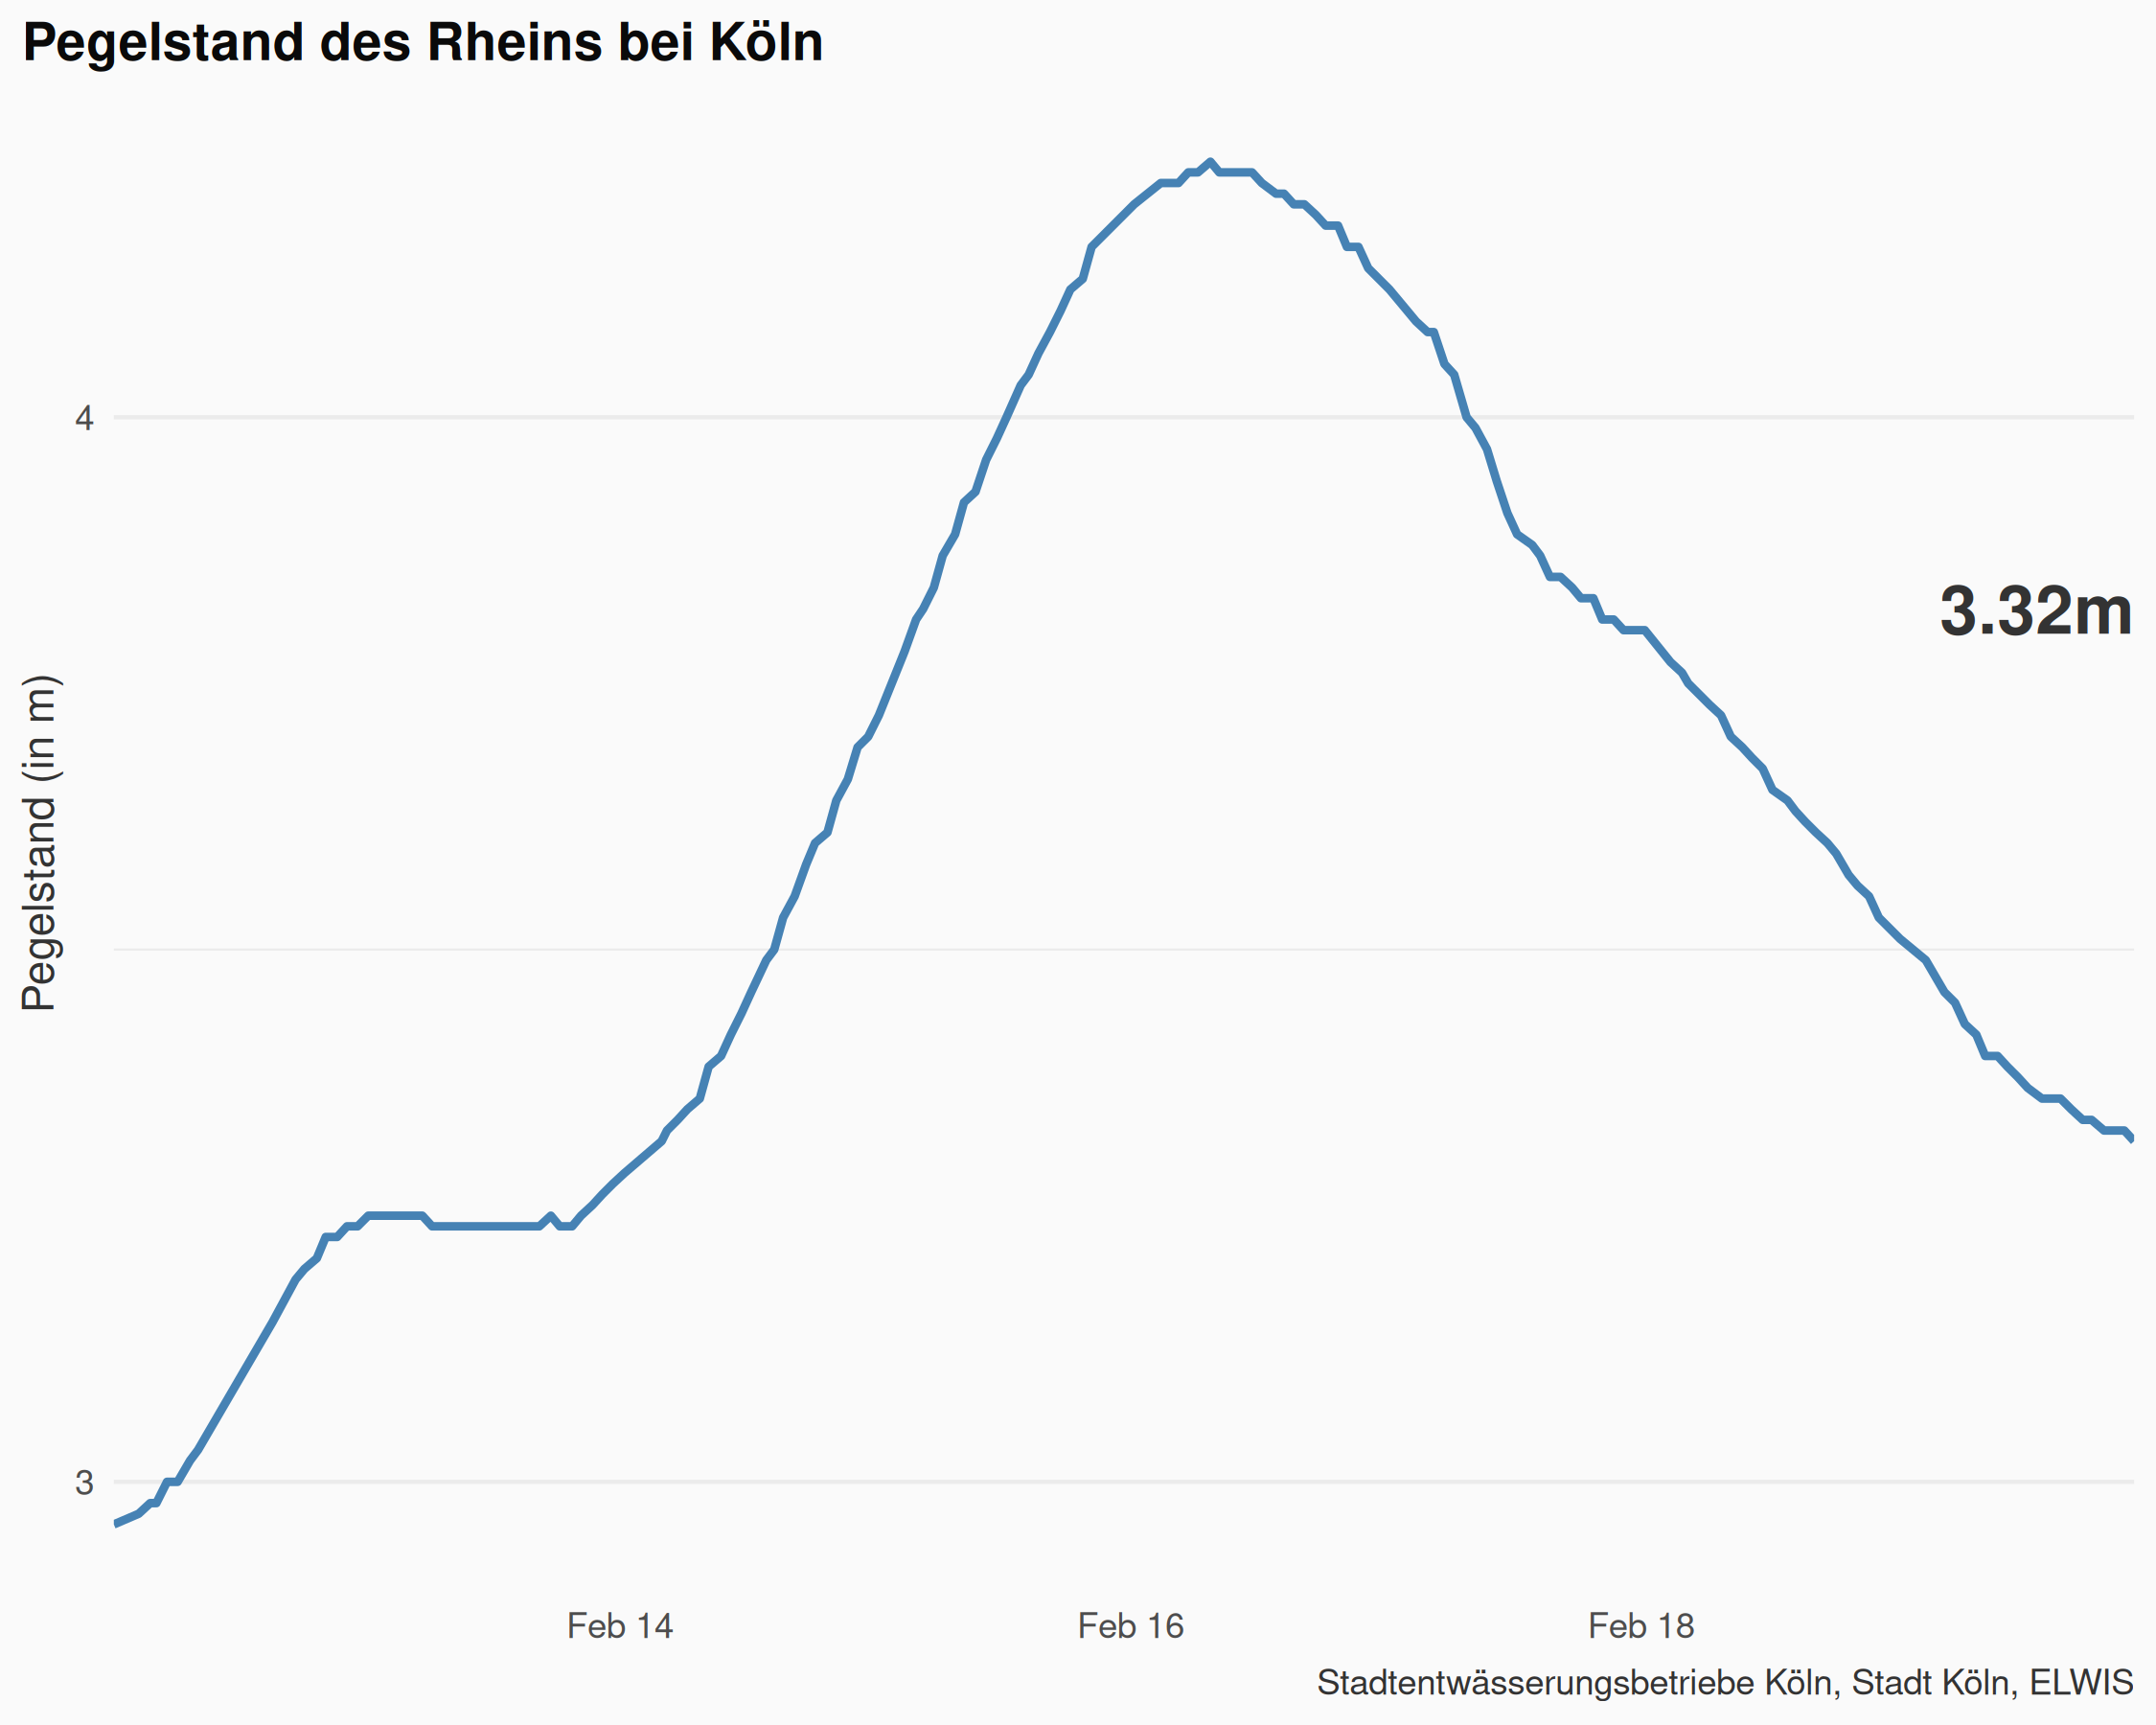 Pegelstand des Rheins bei Köln
4
3.32m
Pegelstand (in m)
3
Feb 14 Feb 16 Feb 18
Stadtentwässerungsbetriebe Köln, Stadt Köln, ELWIS